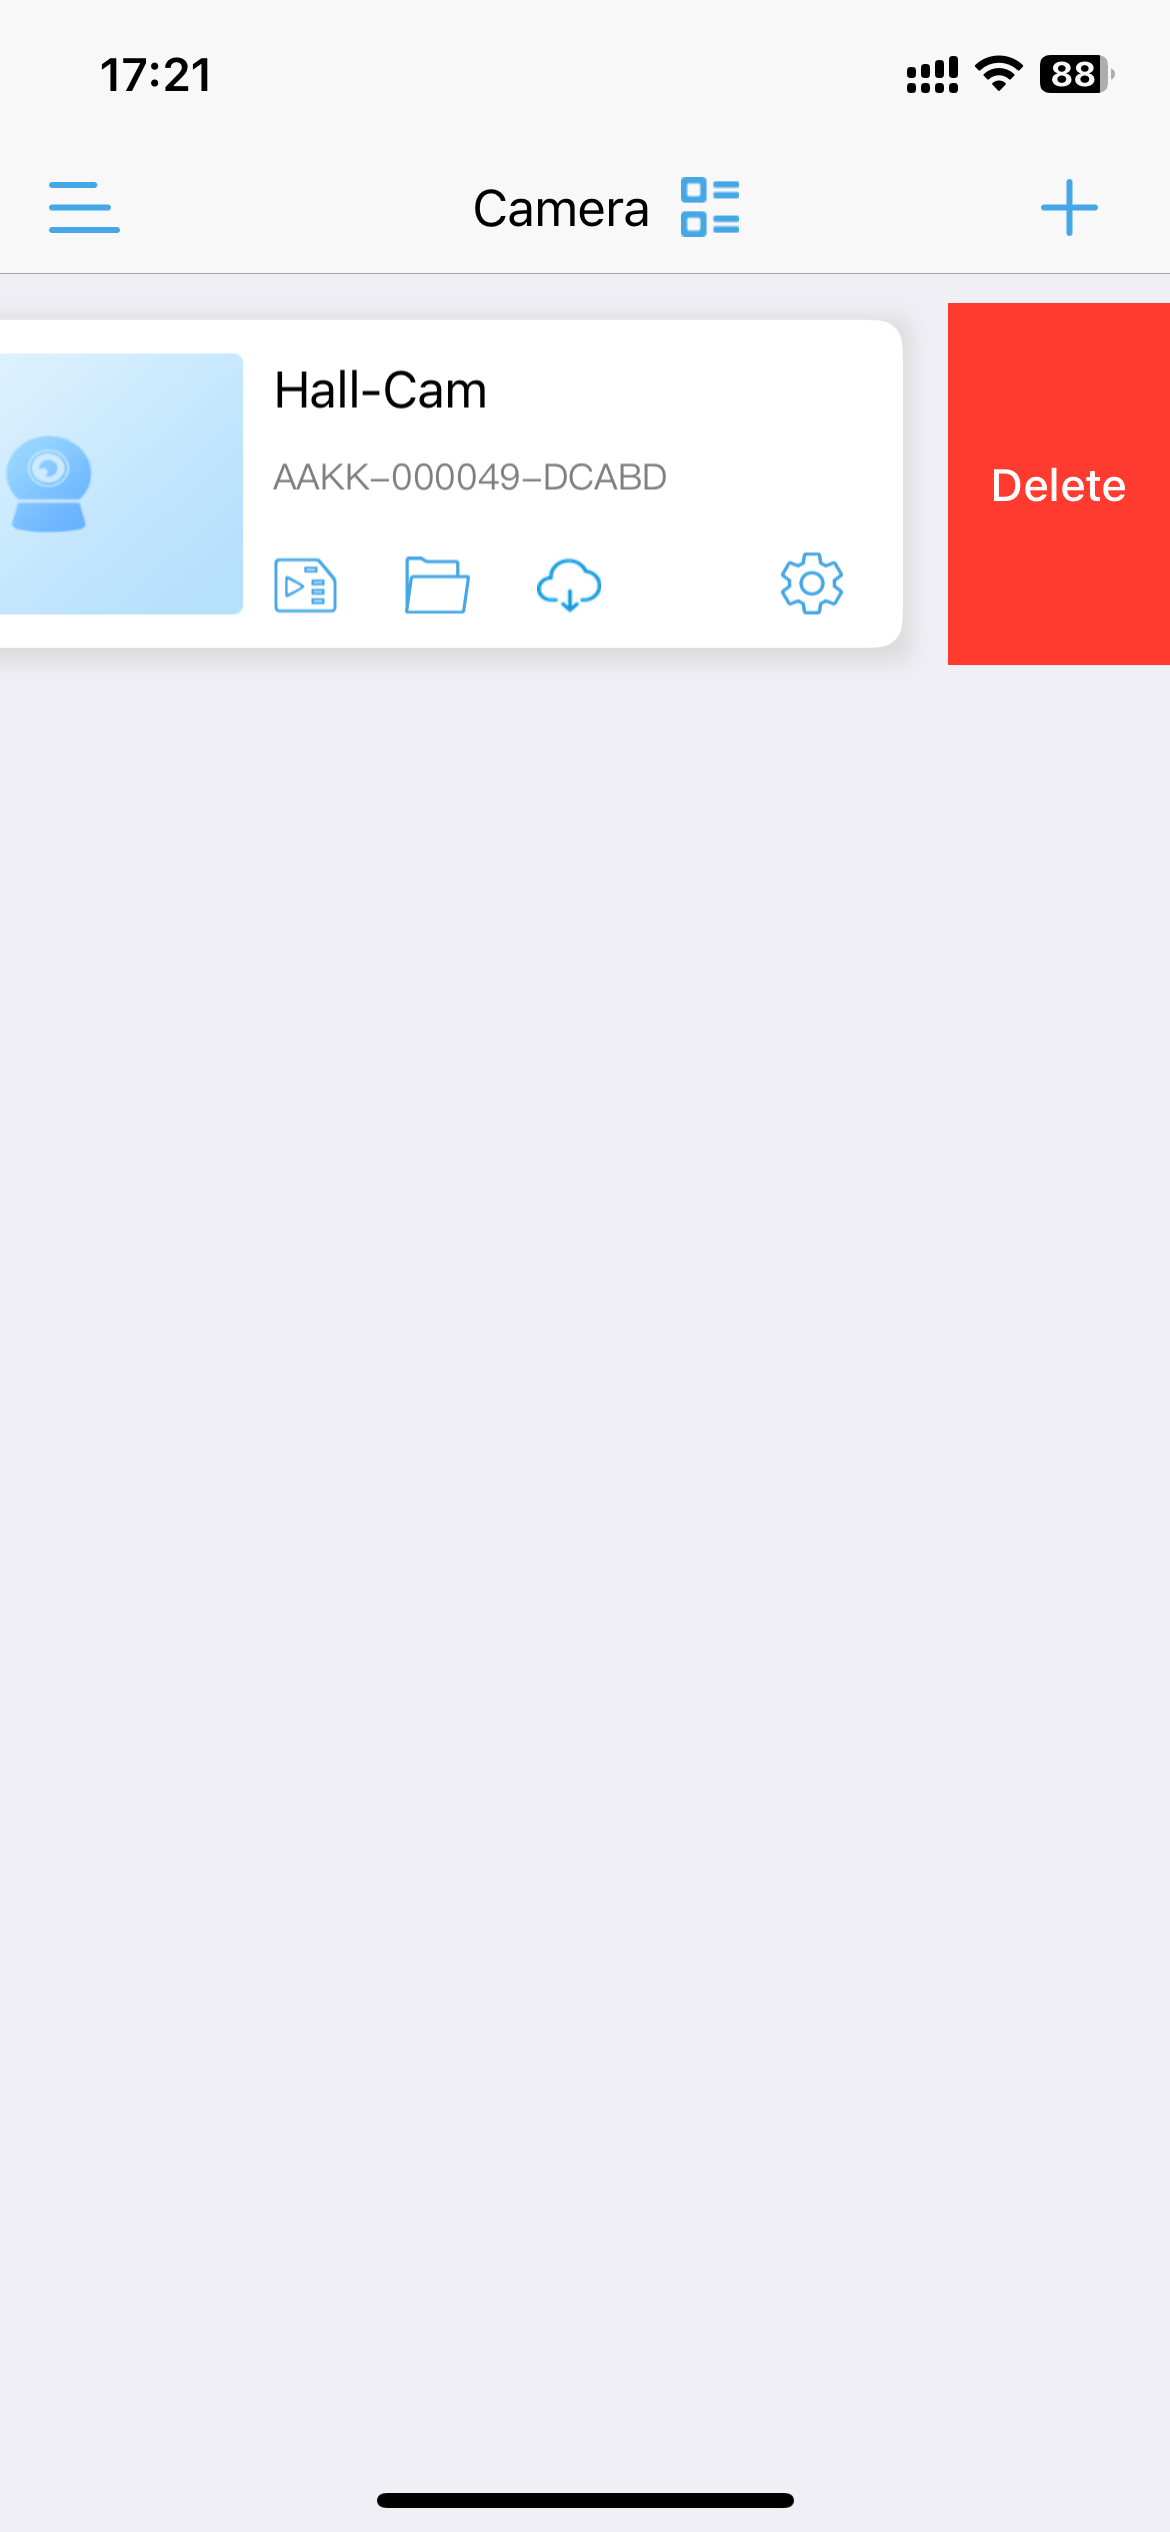 17:21
88
Camera
Hall-Cam
AAKK-000049-DCABD
Delete